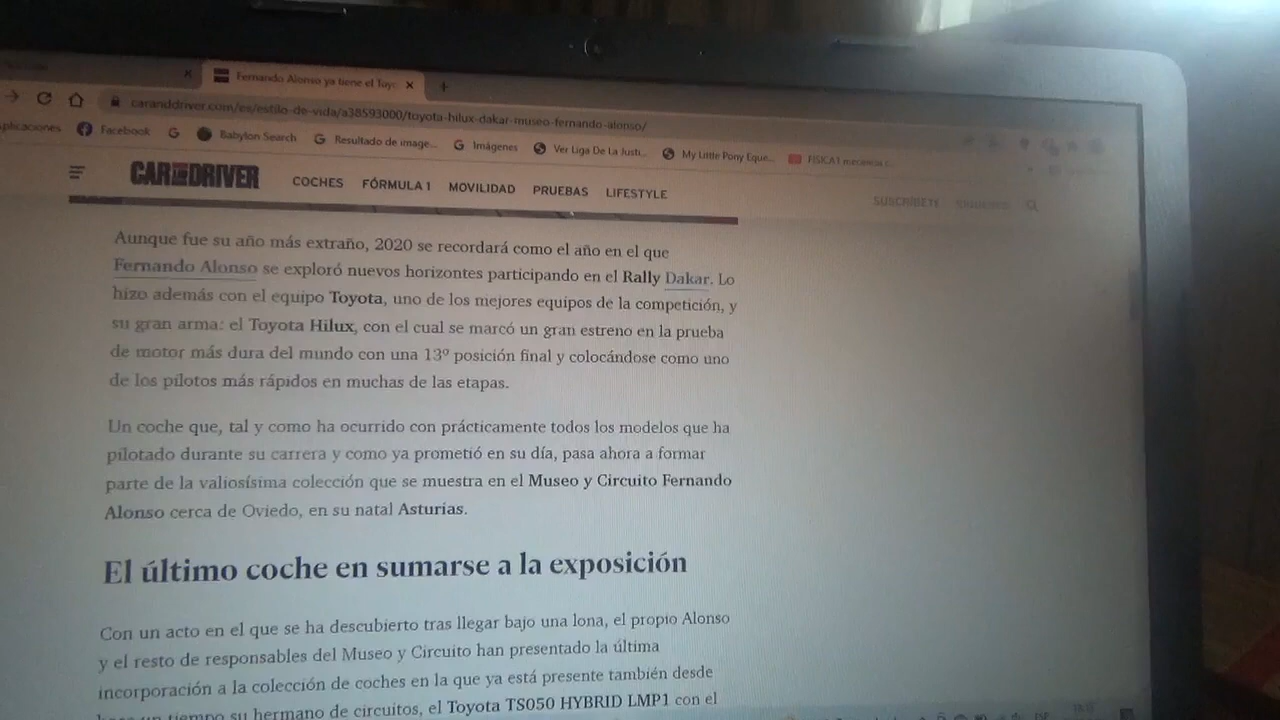 Fernando Alonso ya tiene el Toyo
caranddriver.com/es/estilo-de-vida/a38593000/toyota-hilux-dakar-museo-fernando-alonso/
plicaciones Facebook Babylon Search Resultado de image... Imágenes Ver Liga De La Justi... My Little Pony Eque... FISICA1
CAR AND DRIVER COCHES FÓRMULA 1 MOVILIDAD PRUEBAS LIFESTYLE SUSCRÍBETE
Aunque fue su año más extraño, 2020 se recordará como el año en el que
Fernando Alonso se exploró nuevos horizontes participando en el Rally Dakar. Lo
hizo además con el equipo Toyota, uno de los mejores equipos de la competición, y
su gran arma: el Toyota Hilux, con el cual se marcó un gran estreno en la prueba
de motor más dura del mundo con una 13º posición final y colocándose como uno
de los pilotos más rápidos en muchas de las etapas.
Un coche que, tal y como ha ocurrido con prácticamente todos los modelos que ha
pilotado durante su carrera y como ya prometió en su día, pasa ahora a formar
parte de la valiosísima colección que se muestra en el Museo y Circuito Fernando
Alonso cerca de Oviedo, en su natal Asturias.
El último coche en sumarse a la exposición
Con un acto en el que se ha descubierto tras llegar bajo una lona, el propio Alonso
y el resto de responsables del Museo y Circuito han presentado la última
incorporación a la colección de coches en la que ya está presente también desde
hace un tiempo su hermano de circuitos, el Toyota TS050 HYBRID LMP1 con el